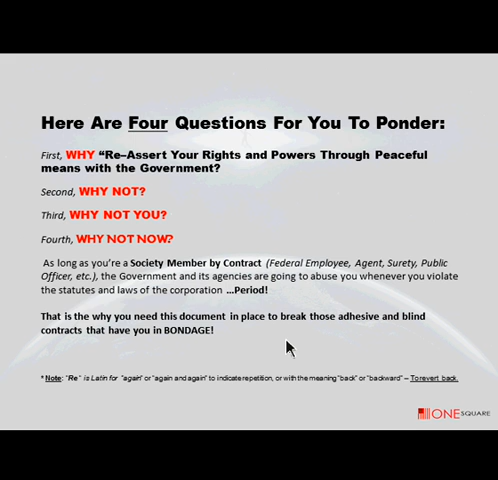 Here Are Four Questions For You To Ponder:
First, WHY “Re–Assert Your Rights and Powers Through Peaceful
means with the Government?
Second, WHY NOT?
Third, WHY NOT YOU?
Fourth, WHY NOT NOW?
As long as you’re a Society Member by Contract (Federal Employee, Agent, Surety, Public
Officer, etc.), the Government and its agencies are going to abuse you whenever you violate
the statutes and laws of the corporation …Period!
That is the why you need this document in place to break those adhesive and blind
contracts that have you in BONDAGE!
* Note: “Re” is Latin for “again” or “again and again” to indicate repetition, or with the meaning “back” or “backward” – To revert back.
ONE SQUARE